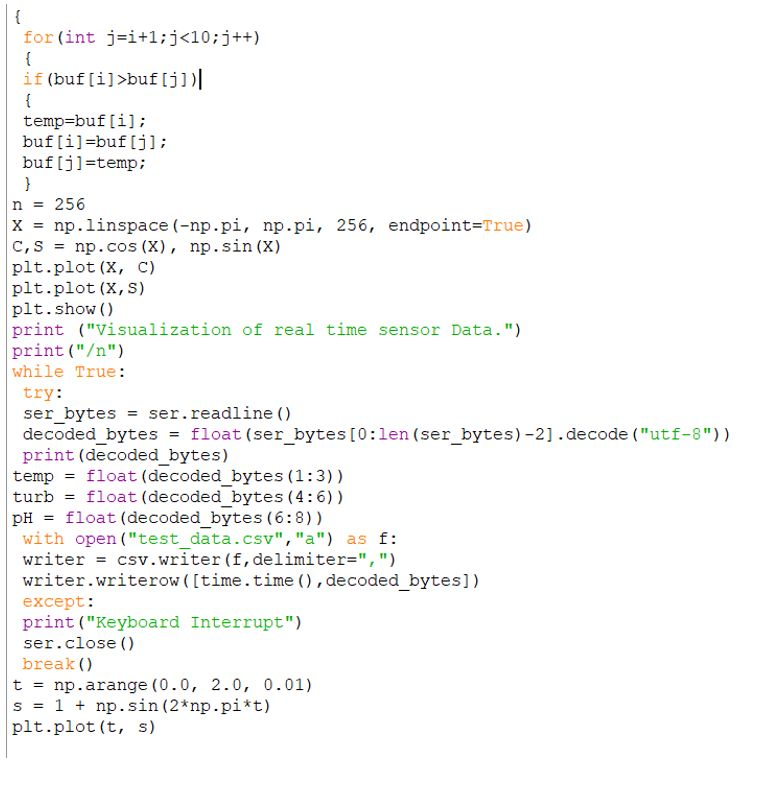 {
for(int j=i+1;j<10;j++)
{
if(buf[i]>buf[j])
{
temp=buf[i];
buf[i]=buf[j];
buf[j]=temp;
}
n = 256
X = np.linspace(-np.pi, np.pi, 256, endpoint=True)
C,S = np.cos(X), np.sin(X)
plt.plot(X, C)
plt.plot(X,S)
plt.show()
print ("Visualization of real time sensor Data.")
print("/n")
while True:
try:
ser_bytes = ser.readline()
decoded_bytes = float(ser_bytes[0:len(ser_bytes)-2].decode("utf-8"))
print(decoded_bytes)
temp = float(decoded_bytes(1:3))
turb = float(decoded_bytes(4:6))
pH = float(decoded_bytes(6:8))
with open("test_data.csv","a") as f:
writer = csv.writer(f,delimiter=",")
writer.writerow([time.time(),decoded_bytes])
except:
print("Keyboard Interrupt")
ser.close()
break()
t = np.arange(0.0, 2.0, 0.01)
s = 1 + np.sin(2*np.pi*t)
plt.plot(t, s)